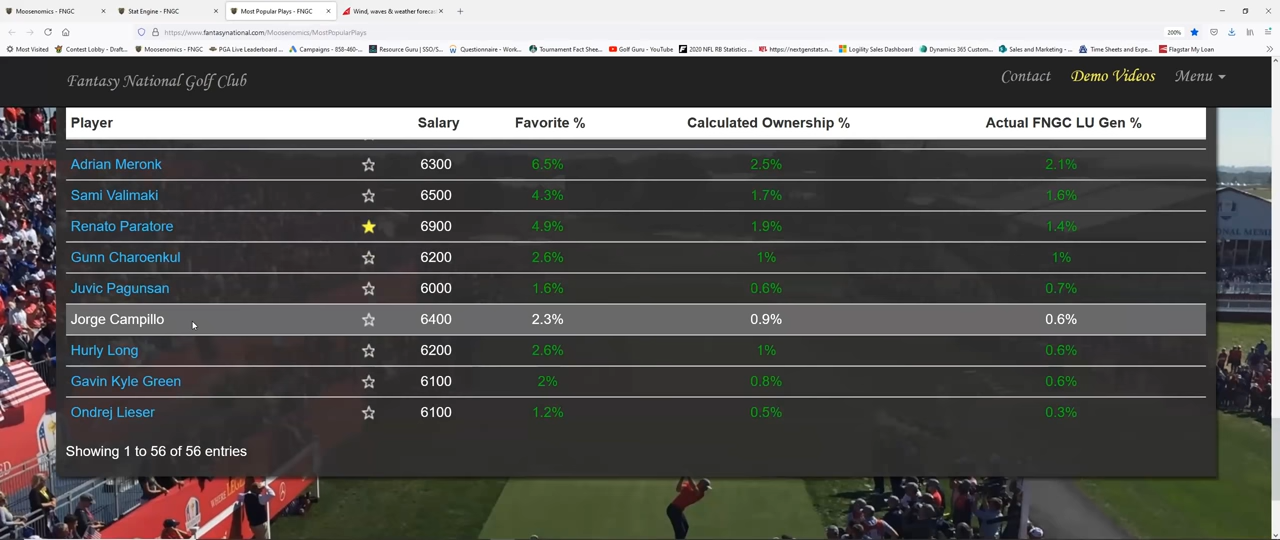 Moosenomics - FNGC
Stat Engine - FNGC
Most Popular Plays - FNGC
Wind, waves & weather foreca
https://www.fantasynational.com/Moosenomics/MostPopularPlays
200%
Most Visited
Contest Lobby - Draft...
Moosenomics - FNGC
PGA Live Leaderboard ...
Campaigns - 858-460-...
Resource Guru | SSO/S...
Questionnaire - Work...
Tournament Fact Shee...
Golf Guru - YouTube
2020 NFL RB Statistics ...
https://nextgenstats.n...
Logility Sales Dashboard
Dynamics 365 Custom...
Sales and Marketing - ...
Time Sheets and Expe...
Flagstar My Loan
Fantasy National Golf Club
Contact Demo Videos Menu
Player Salary Favorite % Calculated Ownership % Actual FNGC LU Gen %
Adrian Meronk 6300 6.5% 2.5% 2.1%
Sami Valimaki 6500 4.3% 1.7% 1.6%
Renato Paratore 6900 4.9% 1.9% 1.4%
Gunn Charoenkul 6200 2.6% 1% 1%
Juvic Pagunsan 6000 1.6% 0.6% 0.7%
Jorge Campillo 6400 2.3% 0.9% 0.6%
Hurly Long 6200 2.6% 1% 0.6%
Gavin Kyle Green 6100 2% 0.8% 0.6%
Ondrej Lieser 6100 1.2% 0.5% 0.3%
Showing 1 to 56 of 56 entries